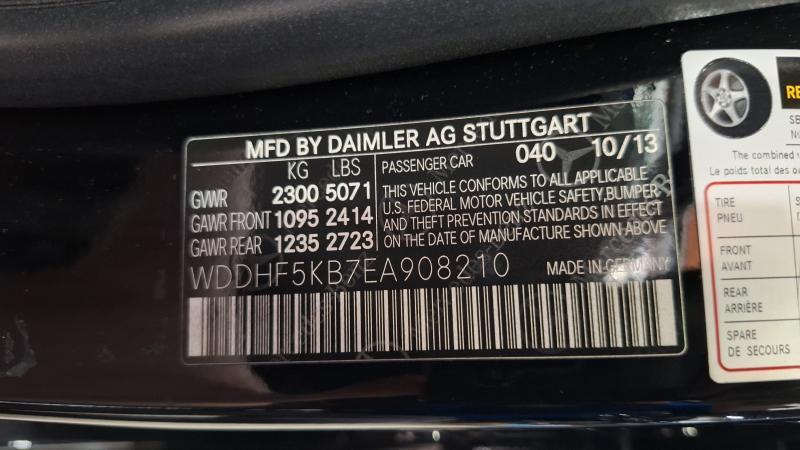 MFD BY DAIMLER AG STUTTGART
KG LBS
PASSENGER CAR 040 10/13
GVWR 2300 5071
GAWR FRONT 1095 2414
GAWR REAR 1235 2723
THIS VEHICLE CONFORMS TO ALL APPLICABLE
U.S. FEDERAL MOTOR VEHICLE SAFETY, BUMPER
AND THEFT PREVENTION STANDARDS IN EFFECT
ON THE DATE OF MANUFACTURE SHOWN ABOVE
WDDHF5KB7EA908210 MADE IN GERMANY
The combined
Le poids total des
TIRE
PNEU
FRONT
AVANT
REAR
ARRIÈRE
SPARE
DE SECOURS